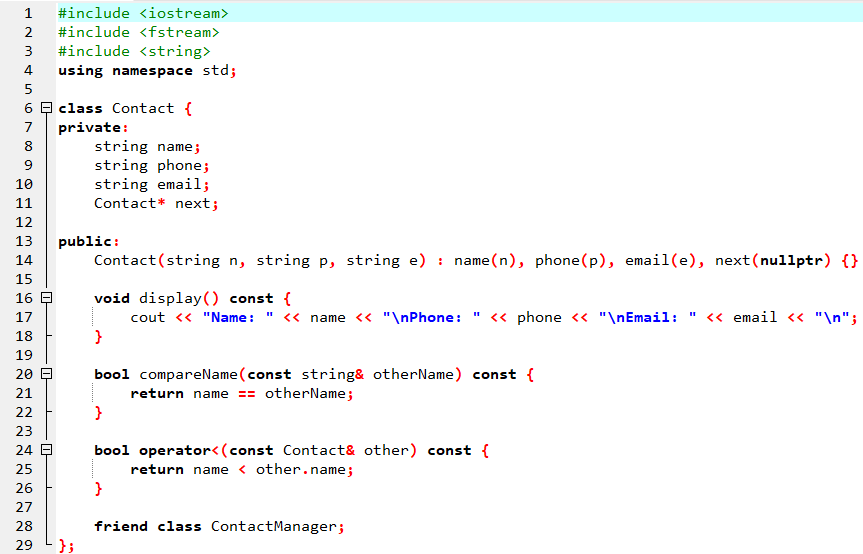 1 #include <iostream>
2 #include <fstream>
3 #include <string>
4 using namespace std;
5
6 class Contact {
7 private:
8     string name;
9     string phone;
10     string email;
11     Contact* next;
12
13 public:
14     Contact(string n, string p, string e) : name(n), phone(p), email(e), next(nullptr) {}
15
16     void display() const {
17         cout << "Name: " << name << "\nPhone: " << phone << "\nEmail: " << email << "\n";
18     }
19
20     bool compareName(const string& otherName) const {
21         return name == otherName;
22     }
23
24     bool operator<(const Contact& other) const {
25         return name < other.name;
26     }
27
28     friend class ContactManager;
29 };